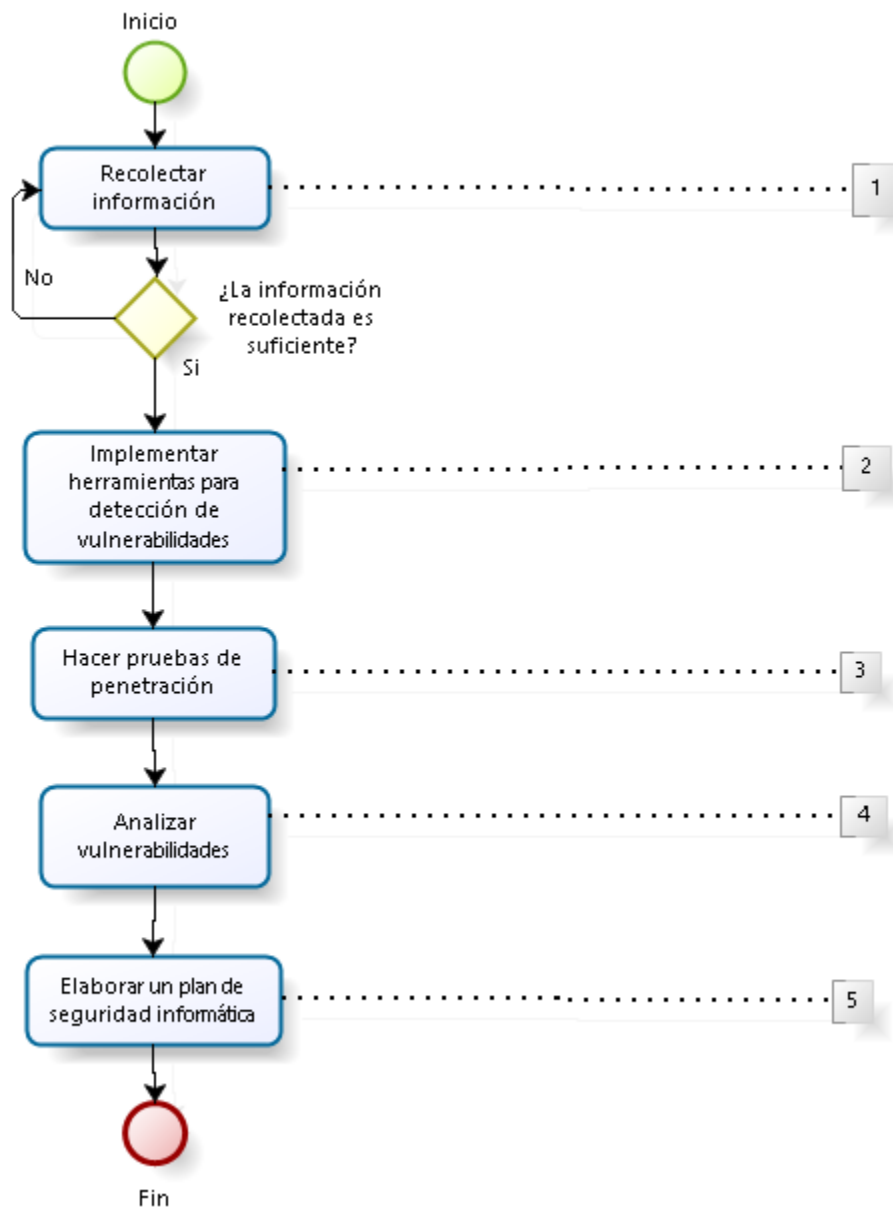 Inicio
Recolectar
información
1
No
¿La información
recolectada es
suficiente?
Si
Implementar
herramientas para
detección de
vulnerabilidades
2
Hacer pruebas de
penetración
3
Analizar
vulnerabilidades
4
Elaborar un plan de
seguridad informática
5
Fin